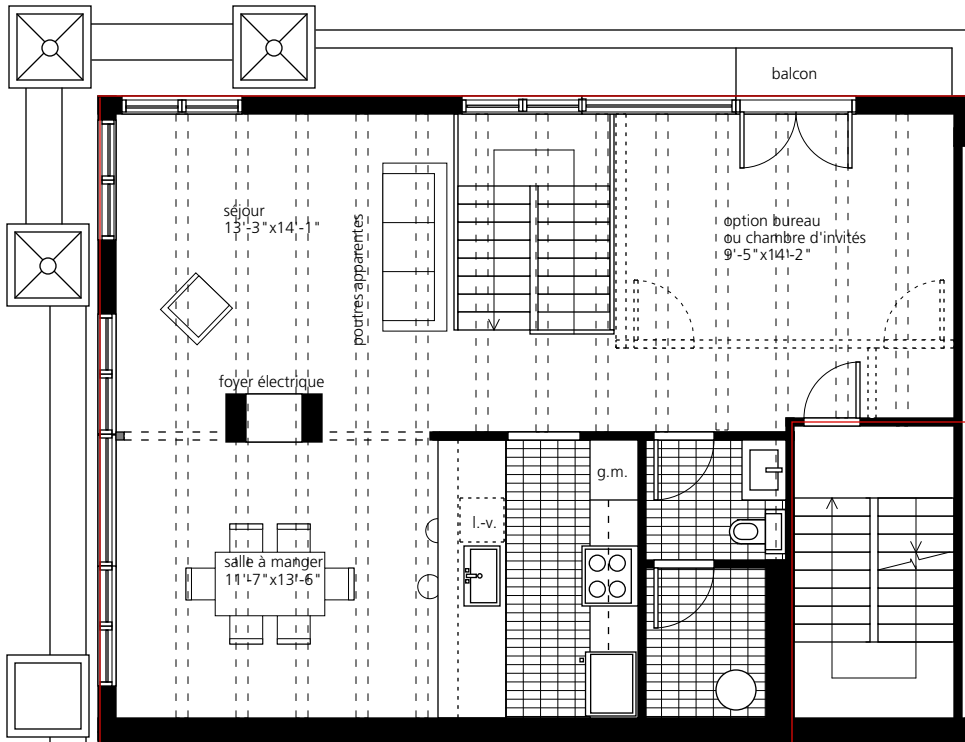 balcon
séjour
13'-3"x14'-1"
poutres apparentes
option bureau
ou chambre d'invités
9'-5"x14'-2"
foyer électrique
g.m.
l.-v.
salle à manger
11'-7"x13'-6"